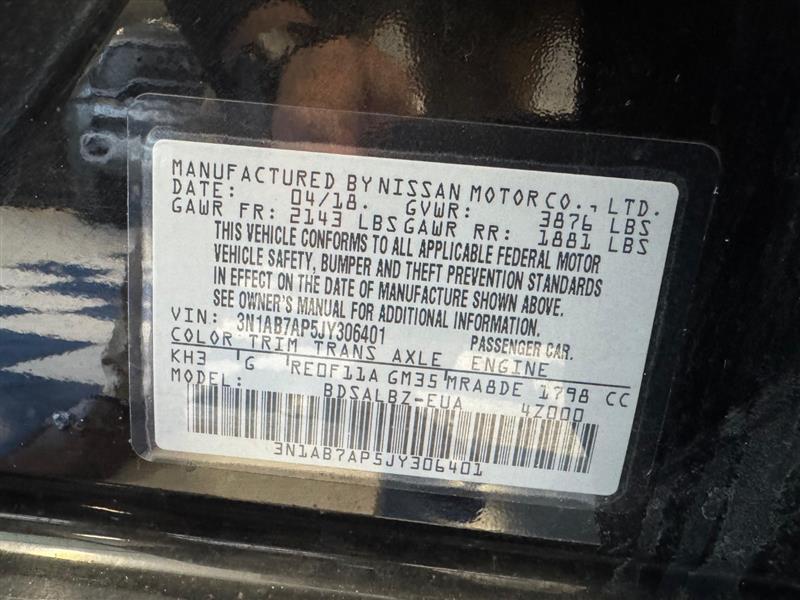 MANUFACTURED BY NISSAN MOTOR CO., LTD.
DATE: 04/18. GVWR: 3876 LBS
GAWR FR: 2143 LBS GAWR RR: 1881 LBS
THIS VEHICLE CONFORMS TO ALL APPLICABLE FEDERAL MOTOR
VEHICLE SAFETY, BUMPER AND THEFT PREVENTION STANDARDS
IN EFFECT ON THE DATE OF MANUFACTURE SHOWN ABOVE.
SEE OWNER'S MANUAL FOR ADDITIONAL INFORMATION.
VIN: 3N1AB7AP5JY306401 PASSENGER CAR.
COLOR TRIM TRANS AXLE ENGINE
KH3 G RE0F11A GM35 MRA8DE 1798 CC
MODEL: BDSALBZ-EUA 4Z000
3N1AB7AP5JY306401